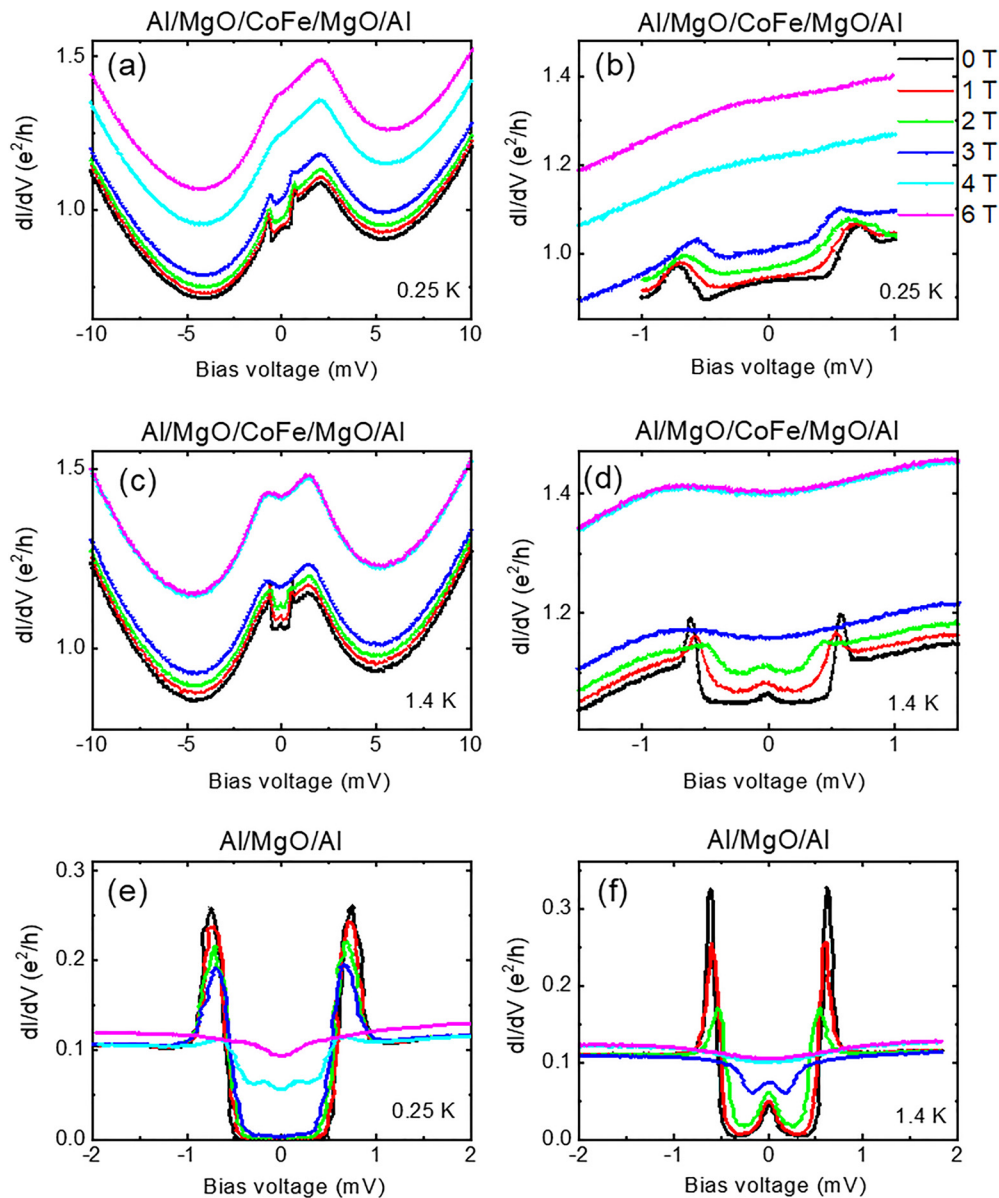 Al/MgO/CoFe/MgO/Al
(a)
1.5
1.0
dI/dV (e²/h)
0.25 K
-10 -5 0 5 10
Bias voltage (mV)
Al/MgO/CoFe/MgO/Al
(b)
1.4
1.2
1.0
dI/dV (e²/h)
0 T
1 T
2 T
3 T
4 T
6 T
0.25 K
-1 0 1
Bias voltage (mV)
Al/MgO/CoFe/MgO/Al
(c)
1.5
1.0
dI/dV (e²/h)
1.4 K
-10 -5 0 5 10
Bias voltage (mV)
Al/MgO/CoFe/MgO/Al
(d)
1.4
1.2
dI/dV (e²/h)
1.4 K
-1 0 1
Bias voltage (mV)
Al/MgO/Al
(e)
0.3
0.2
0.1
0.0
dI/dV (e²/h)
0.25 K
-2 -1 0 1 2
Bias voltage (mV)
Al/MgO/Al
(f)
0.3
0.2
0.1
0.0
dI/dV (e²/h)
1.4 K
-2 -1 0 1 2
Bias voltage (mV)